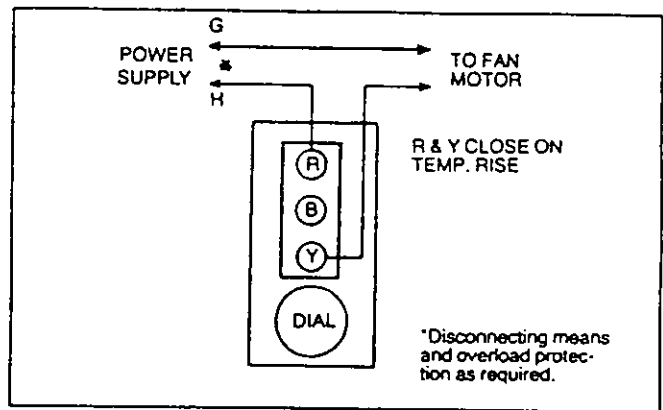 G
POWER
SUPPLY
*
H
TO FAN
MOTOR
R & Y CLOSE ON
TEMP. RISE
R
B
Y
DIAL
*Disconnecting means
and overload protec-
tion as required.